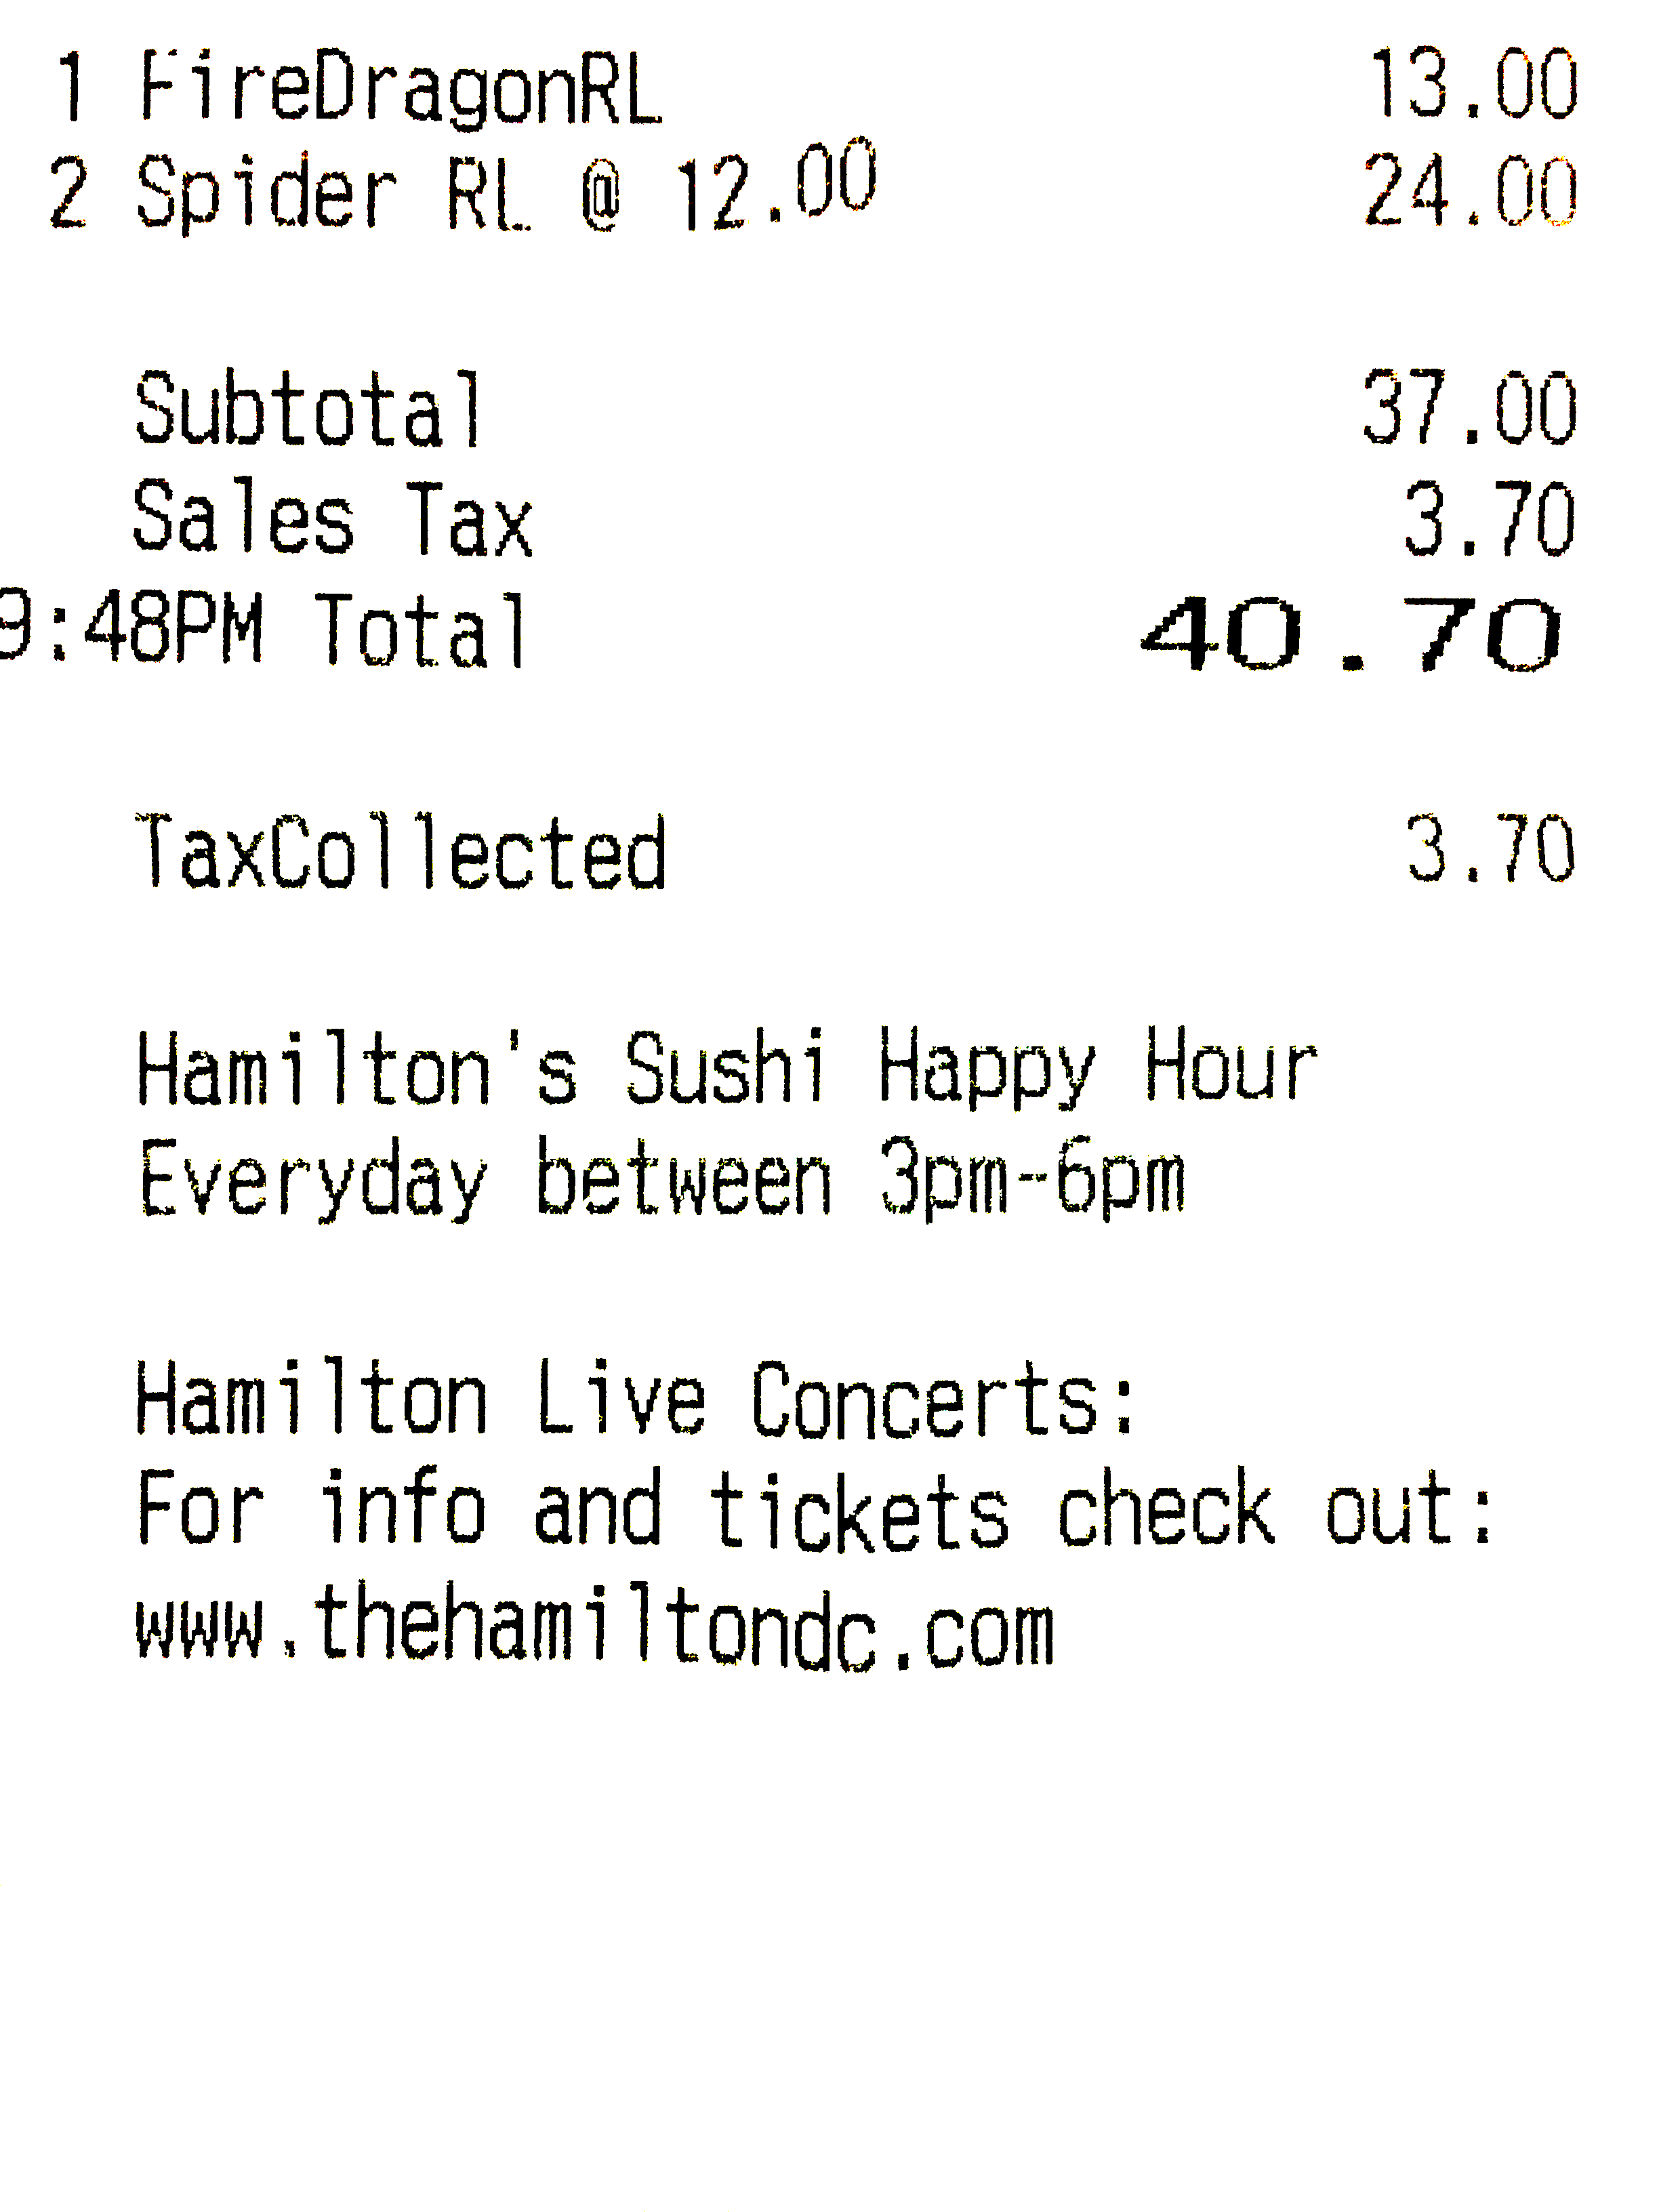 1 FireDragonRL 13.00
2 Spider RL @ 12.00 24.00
Subtotal 37.00
Sales Tax 3.70
9:48PM Total 40.70
TaxCollected 3.70
Hamilton's Sushi Happy Hour
Everyday between 3pm-6pm
Hamilton Live Concerts:
For info and tickets check out:
www.thehamiltondc.com